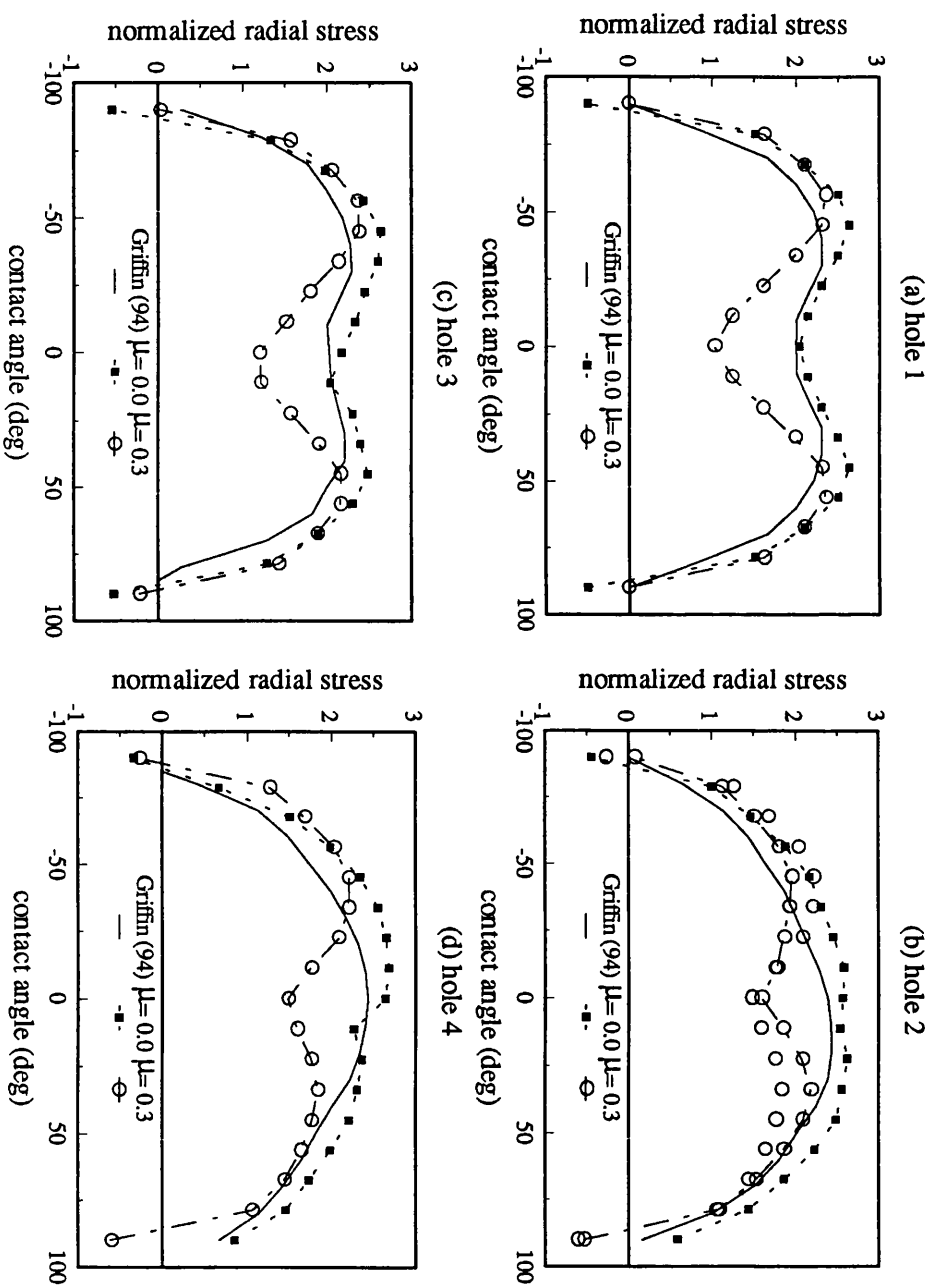 (a) hole 1
normalized radial stress
3
2
1
0
-1
-100
-50
0
50
100
Griffin (94) μ= 0.0 μ= 0.3
contact angle (deg)
(b) hole 2
normalized radial stress
3
2
1
0
-1
-100
-50
0
50
100
Griffin (94) μ= 0.0 μ= 0.3
contact angle (deg)
(c) hole 3
normalized radial stress
3
2
1
0
-1
-100
-50
0
50
100
Griffin (94) μ= 0.0 μ= 0.3
contact angle (deg)
(d) hole 4
normalized radial stress
3
2
1
0
-1
-100
-50
0
50
100
Griffin (94) μ= 0.0 μ= 0.3
contact angle (deg)